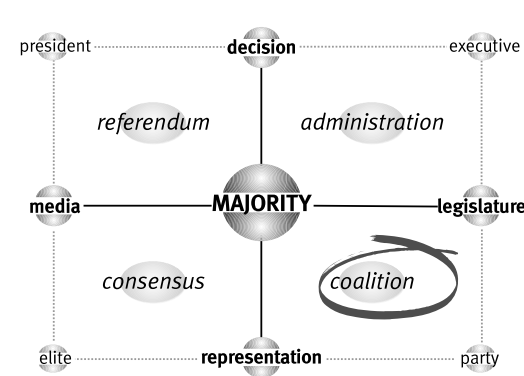 president decision executive
referendum administration
media MAJORITY legislature
consensus coalition
elite representation party